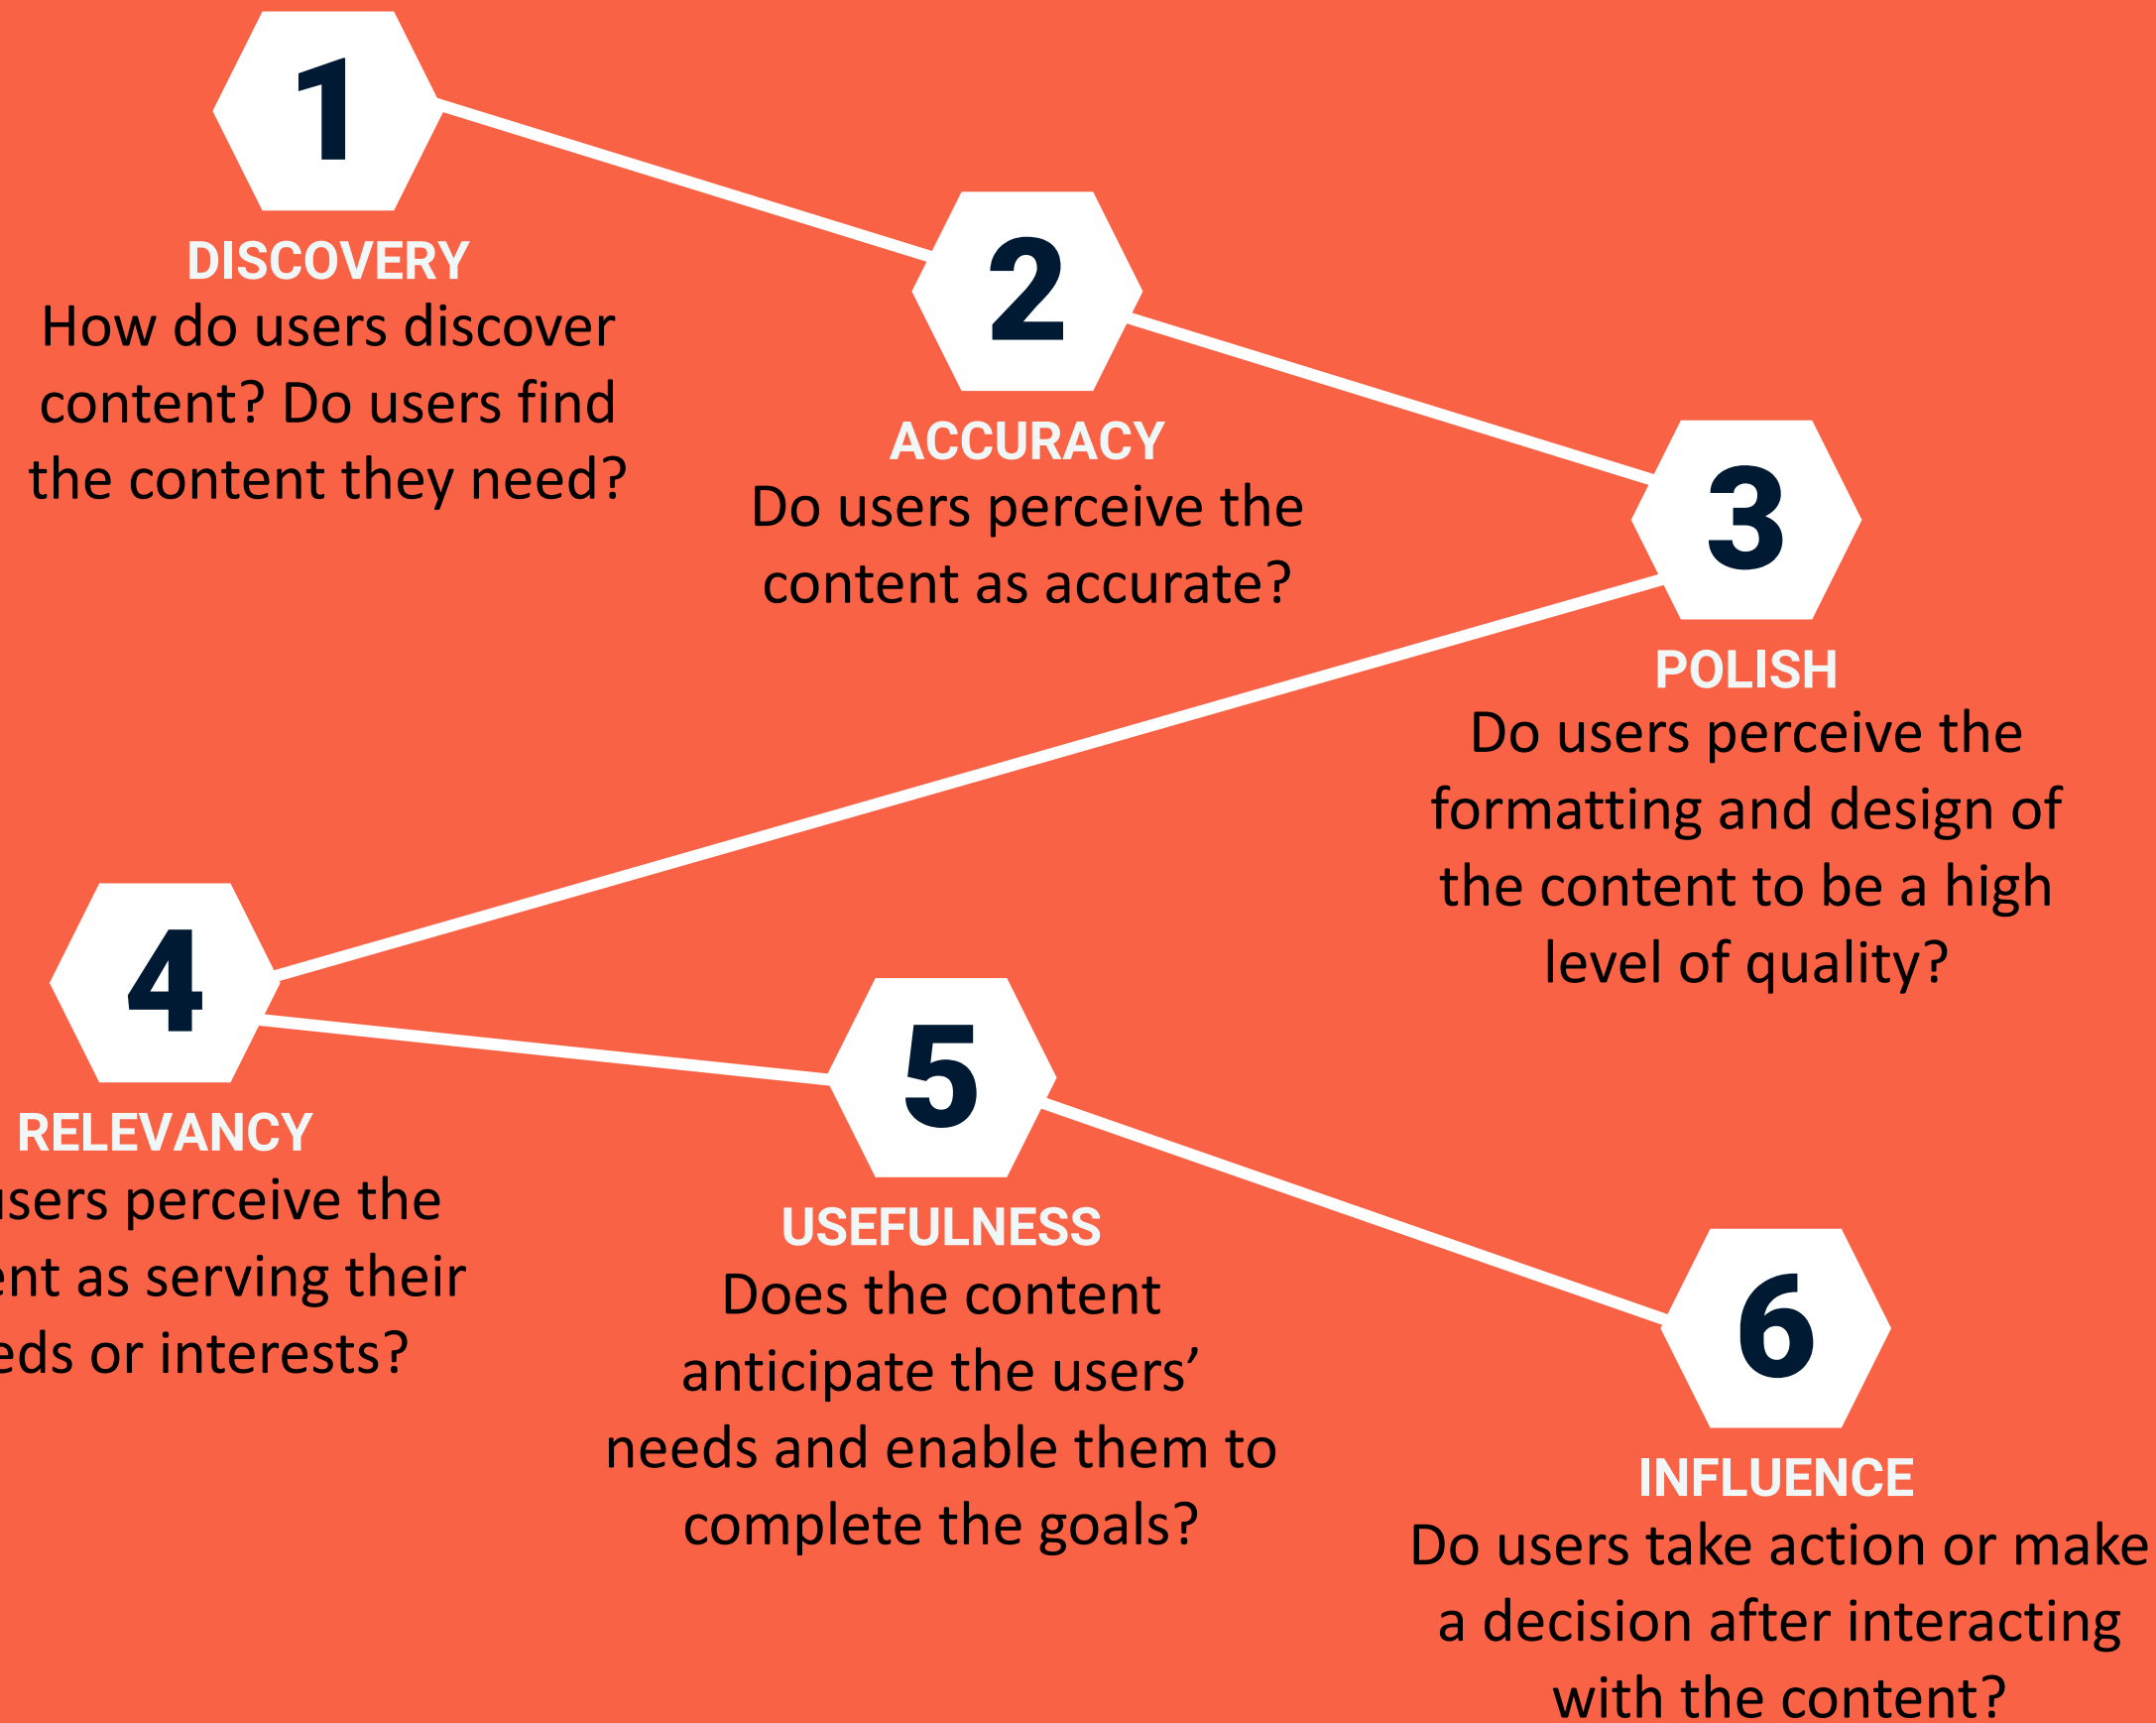 1
DISCOVERY
How do users discover
content? Do users find
the content they need?
2
ACCURACY
Do users perceive the
content as accurate?
3
POLISH
Do users perceive the
formatting and design of
the content to be a high
level of quality?
4
RELEVANCY
perceive the
as serving their
or interests?
5
USEFULNESS
Does the content
anticipate the users’
needs and enable them to
complete the goals?
6
INFLUENCE
Do users take action or make
a decision after interacting
with the content?